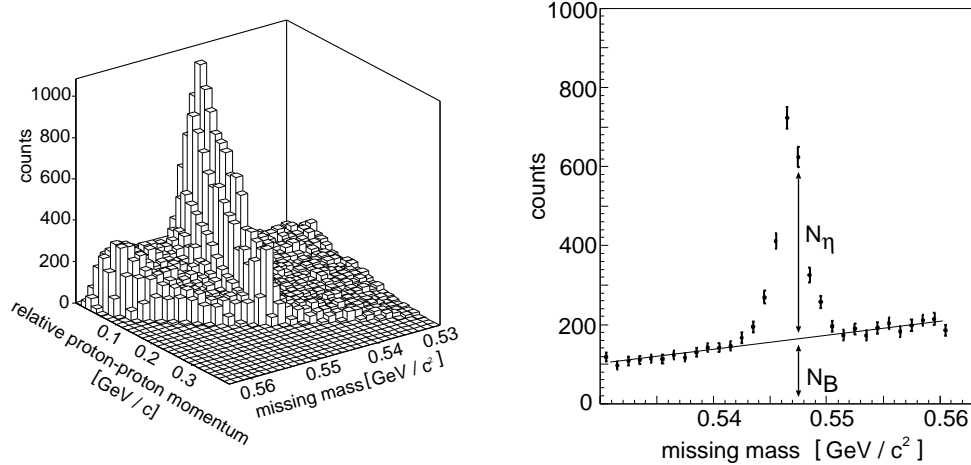 counts
1000
800
600
400
200
0
0.1
0.2
0.3
relative proton-proton momentum
[GeV / c]
0.56
0.55
0.54
0.53
missing mass [GeV / c²]
counts
1000
800
600
400
200
0
Nη
N_B
0.54
0.55
0.56
missing mass [ GeV / c² ]